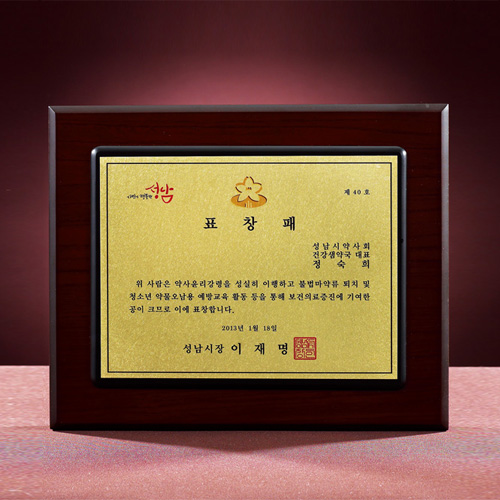 성남
제 40 호
표 창 패
성남시약사회
건강샘약국 대표
정 숙 희
위 사람은 약사윤리강령을 성실히 이행하고 불법마약류 퇴치 및
청소년 약물오남용 예방교육 활동 등을 통해 보건의료증진에 기여한
공이 크므로 이에 표창합니다.
2013년 1월 18일
성남시장 이 재 명